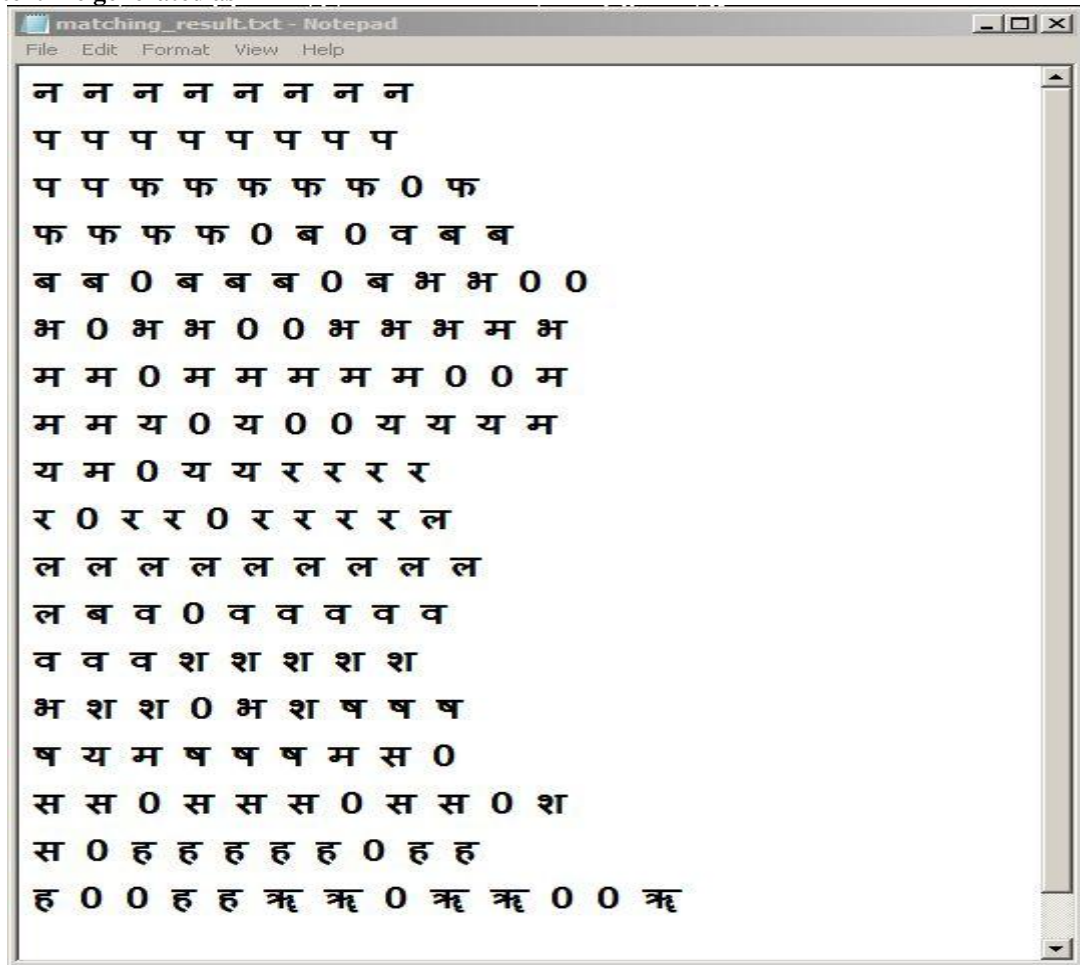 matching_result.txt - Notepad
File Edit Format View Help
न न न न न न न न
प प प प प प प प
प प फ फ फ फ फ 0 फ
फ फ फ फ 0 ब 0 व ब ब
ब ब 0 ब ब ब 0 ब भ भ 0 0
भ 0 भ भ 0 0 भ भ भ म भ
म म 0 म म म म म 0 0 म
म म य 0 य 0 0 य य य म
य म 0 य य र र र र
र 0 र र 0 र र र र ल
ल ल ल ल ल ल ल ल ल
ल ब व 0 व व व व व
व व व श श श श श
भ श श 0 भ श ष ष ष
ष य म ष ष ष म स 0
स स 0 स स स 0 स स 0 श
स 0 ह ह ह ह ह 0 ह ह
ह 0 0 ह ह ॠ ॠ 0 ॠ ॠ 0 0 ॠ